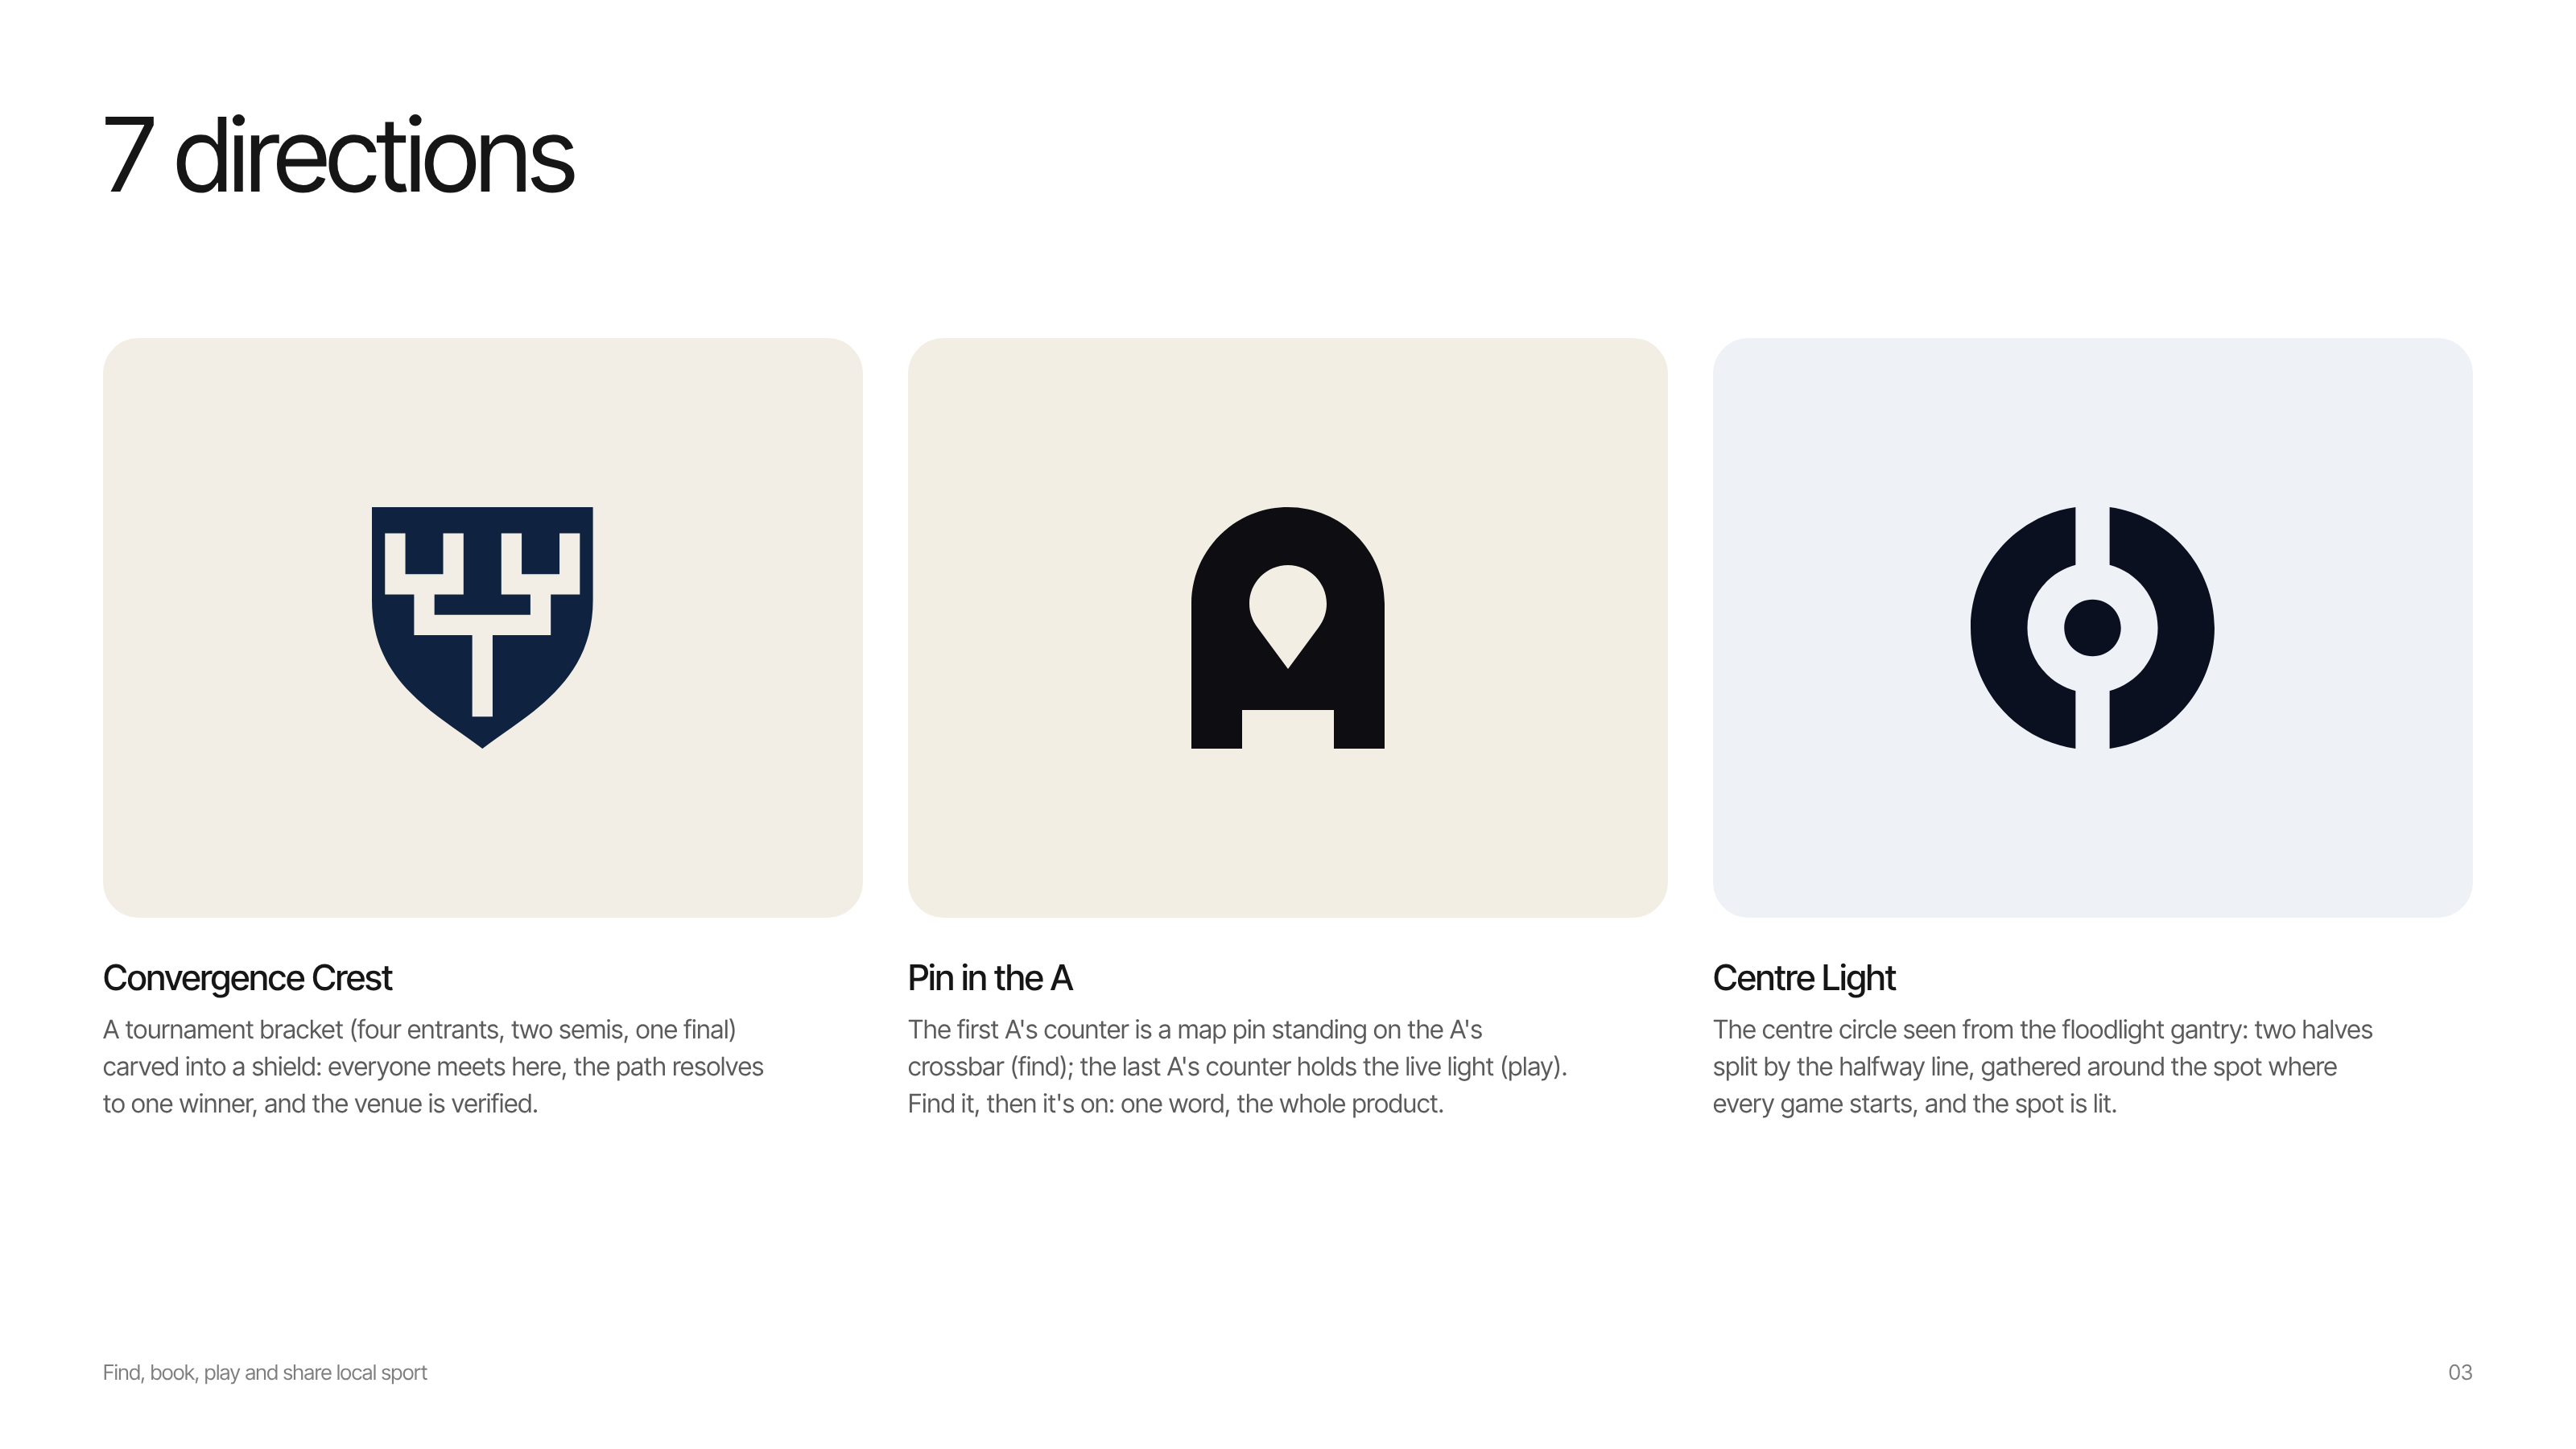 7 directions
Convergence Crest
A tournament bracket (four entrants, two semis, one final)
carved into a shield: everyone meets here, the path resolves
to one winner, and the venue is verified.
Pin in the A
The first A's counter is a map pin standing on the A's
crossbar (find); the last A's counter holds the live light (play).
Find it, then it's on: one word, the whole product.
Centre Light
The centre circle seen from the floodlight gantry: two halves
split by the halfway line, gathered around the spot where
every game starts, and the spot is lit.
Find, book, play and share local sport
03